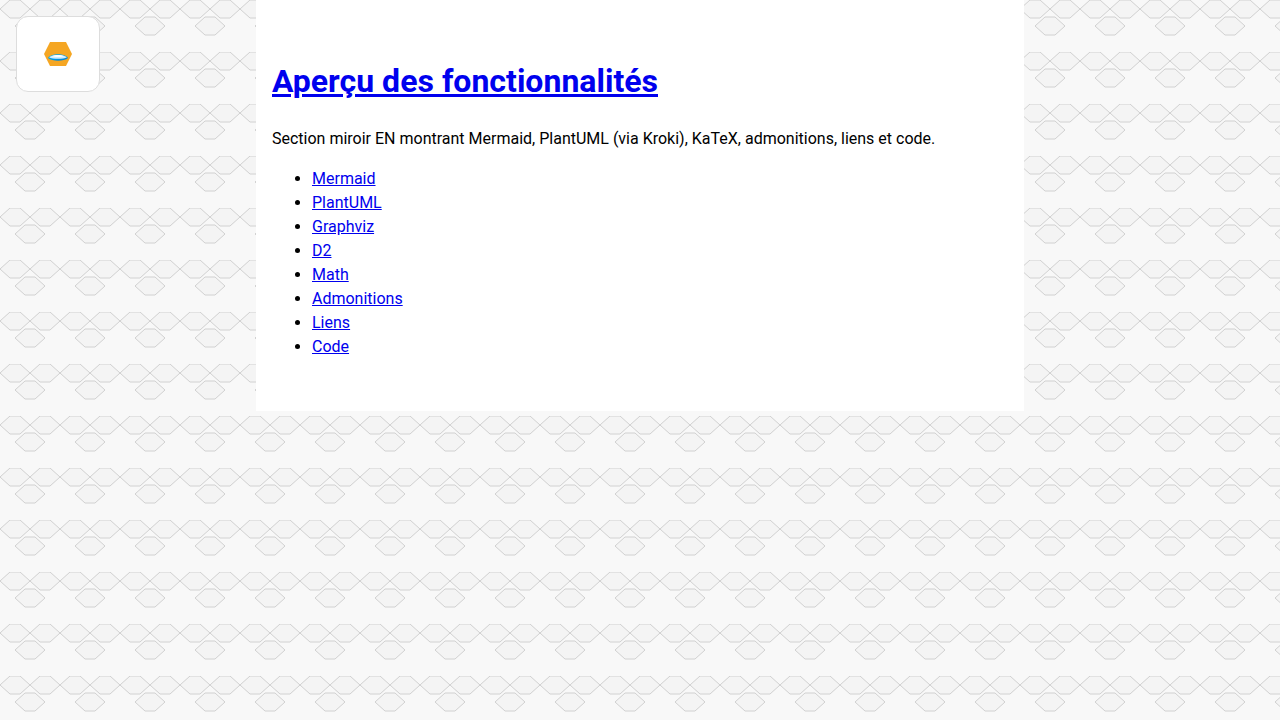 Aperçu des fonctionnalités
Section miroir EN montrant Mermaid, PlantUML (via Kroki), KaTeX, admonitions, liens et code.
Mermaid
PlantUML
Graphviz
D2
Math
Admonitions
Liens
Code